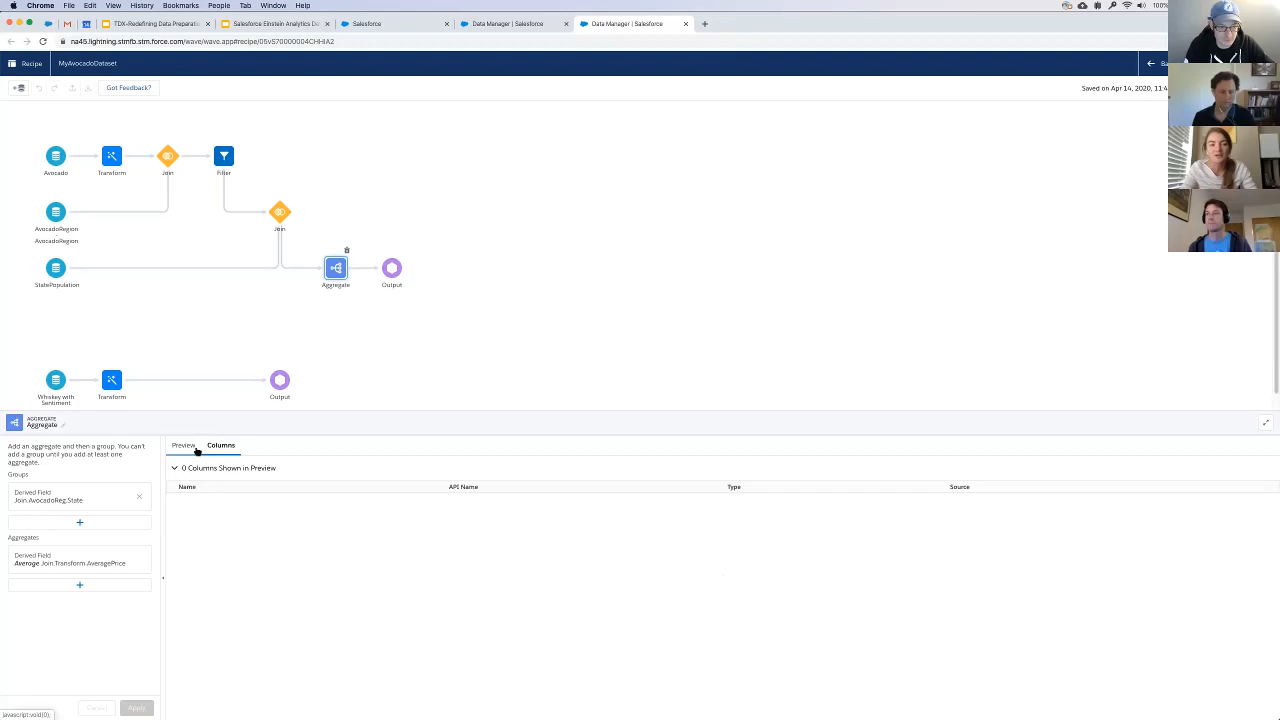 Chrome File Edit View History Bookmarks People Tab Window Help
100%
TDX-Redefining Data Preparatio
Salesforce Einstein Analytics D
Salesforce
Data Manager | Salesforce
Data Manager | Salesforce
na45.lightning.stmfb.stm.force.com/wave/wave.app#recipe/05vS70000004CHHIA2
Recipe
MyAvocadoDataset
Got Feedback?
Saved on Apr 14, 2020, 11:4
Avocado
Transform
Join
Filter
AvocadoRegion
-
AvocadoRegion
Join
StatePopulation
Aggregate
Output
Whiskey with
Sentiment
Transform
Output
AGGREGATE
Aggregate
Add an aggregate and then a group. You can't
add a group until you add at least one
aggregate.
Groups
Derived Field
Join.AvocadoReg.State
Aggregates
Derived Field
Average Join.Transform.AveragePrice
Cancel
Apply
Preview
Columns
0 Columns Shown in Preview
Name
API Name
Type
Source
javascript:void(0);